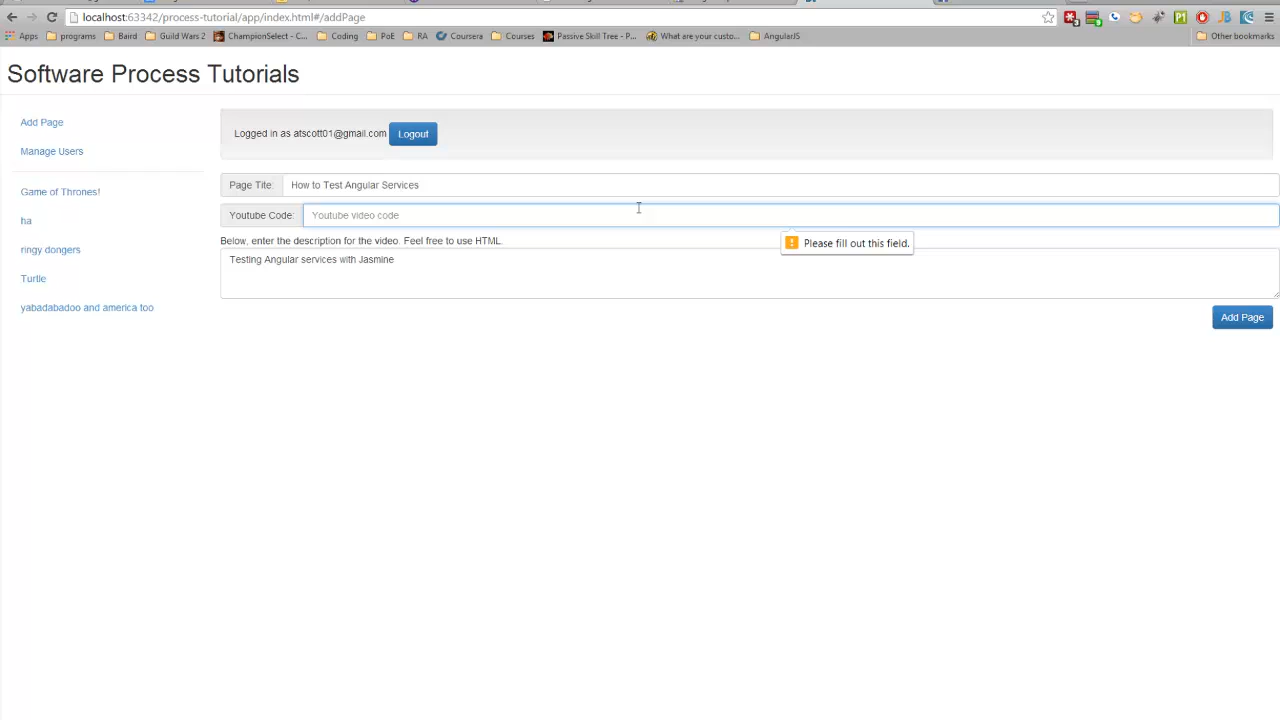 localhost:63342/process-tutorial/app/index.html#/addPage
Apps programs Baird Guild Wars 2 ChampionSelect - C... Coding PoE RA Coursera Courses Passive Skill Tree - P... What are your custo... AngularJS Other bookmarks
Software Process Tutorials
Add Page
Manage Users
Game of Thrones!
ha
ringy dongers
Turtle
yabadabadoo and america too
Logged in as atscott01@gmail.com Logout
Page Tite: How to Test Angular Services
Youtube Code: Youtube video code
Please fill out this field.
Below, enter the description for the video. Feel free to use HTML.
Testing Angular services with Jasmine
Add Page